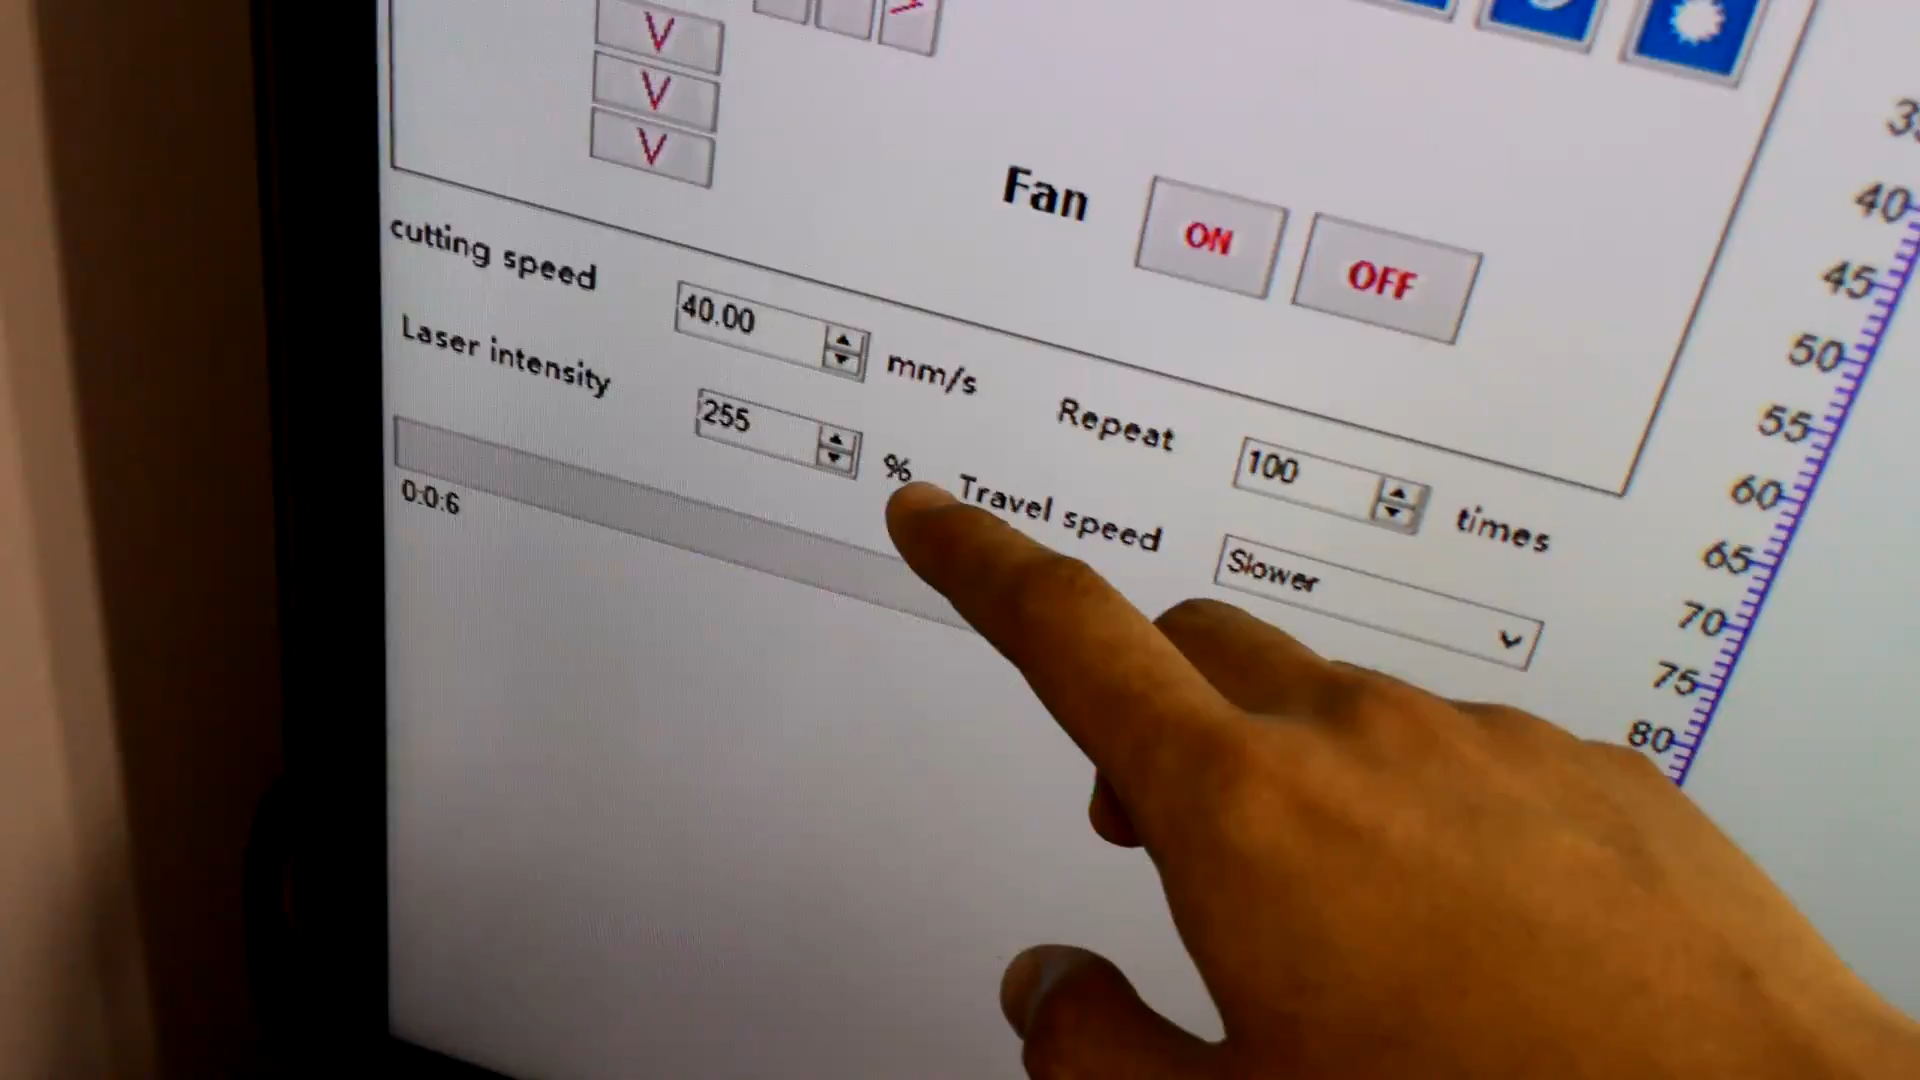 V
V
V
>
Fan ON OFF
cutting speed 40.00 mm/s Repeat 100 times
Laser intensity 255 % Travel speed Slower
0:0:6
40
45
50
55
60
65
70
75
80